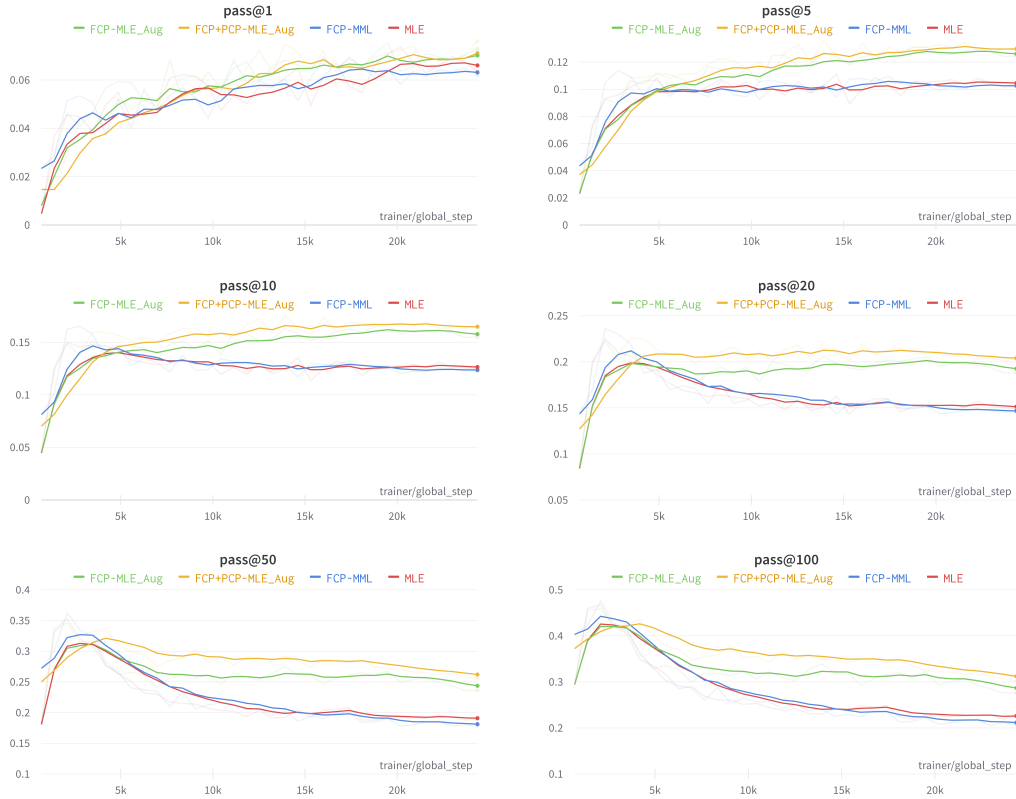 pass@1
FCP-MLE_Aug FCP+PCP-MLE_Aug FCP-MML MLE
0.06
0.04
0.02
0
trainer/global_step
5k 10k 15k 20k
pass@5
FCP-MLE_Aug FCP+PCP-MLE_Aug FCP-MML MLE
0.12
0.1
0.08
0.06
0.04
0.02
0
trainer/global_step
5k 10k 15k 20k
pass@10
FCP-MLE_Aug FCP+PCP-MLE_Aug FCP-MML MLE
0.15
0.1
0.05
0
trainer/global_step
5k 10k 15k 20k
pass@20
FCP-MLE_Aug FCP+PCP-MLE_Aug FCP-MML MLE
0.25
0.2
0.15
0.1
0.05
trainer/global_step
5k 10k 15k 20k
pass@50
FCP-MLE_Aug FCP+PCP-MLE_Aug FCP-MML MLE
0.4
0.35
0.3
0.25
0.2
0.15
0.1
trainer/global_step
5k 10k 15k 20k
pass@100
FCP-MLE_Aug FCP+PCP-MLE_Aug FCP-MML MLE
0.5
0.4
0.3
0.2
0.1
trainer/global_step
5k 10k 15k 20k